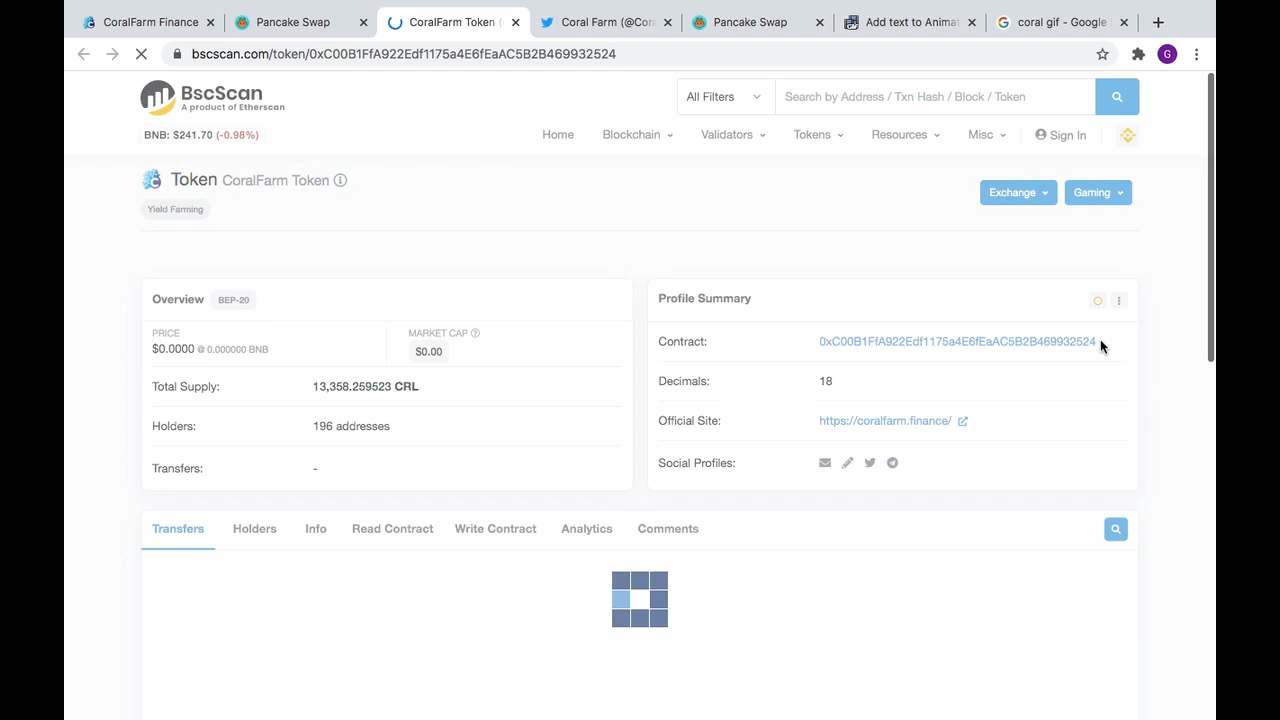 CoralFarm Finance
Pancake Swap
CoralFarm Token (
Coral Farm (@Cora
Pancake Swap
Add text to Animat
coral gif - Google
G
bscscan.com/token/0xC00B1FfA922Edf1175a4E6fEaAC5B2B469932524
BscScan
A product of Etherscan
All Filters
Search by Address / Txn Hash / Block / Token
BNB: $241.70 (-0.98%)
Home Blockchain Validators Tokens Resources Misc Sign In
Token CoralFarm Token
Exchange
Gaming
Yield Farming
Overview BEP-20
PRICE
$0.0000 @ 0.000000 BNB
MARKET CAP
$0.00
Total Supply: 13,358.259523 CRL
Holders: 196 addresses
Transfers: -
Profile Summary
Contract: 0xC00B1FfA922Edf1175a4E6fEaAC5B2B469932524
Decimals: 18
Official Site: https://coralfarm.finance/
Social Profiles:
Transfers Holders Info Read Contract Write Contract Analytics Comments